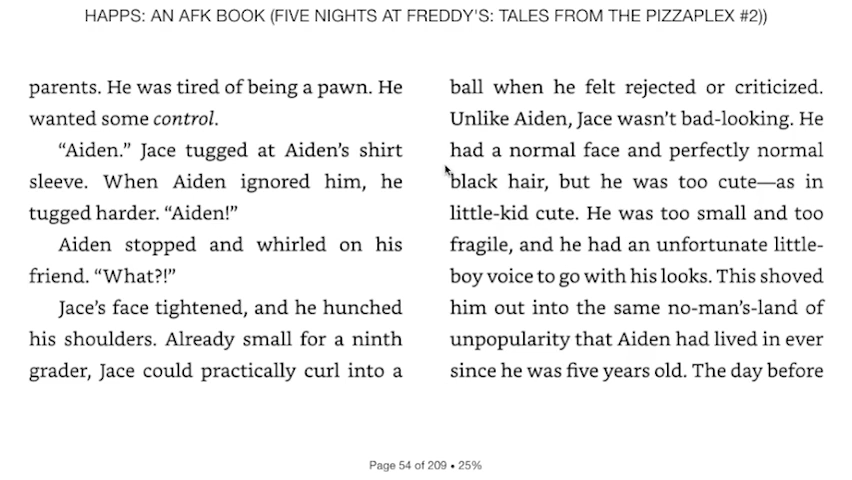 HAPPS: AN AFK BOOK (FIVE NIGHTS AT FREDDY'S: TALES FROM THE PIZZAPLEX #2))
parents. He was tired of being a pawn. He
wanted some control.
“Aiden.” Jace tugged at Aiden’s shirt
sleeve. When Aiden ignored him, he
tugged harder. “Aiden!”
Aiden stopped and whirled on his
friend. “What?!”
Jace’s face tightened, and he hunched
his shoulders. Already small for a ninth
grader, Jace could practically curl into a
ball when he felt rejected or criticized.
Unlike Aiden, Jace wasn’t bad-looking. He
had a normal face and perfectly normal
black hair, but he was too cute—as in
little-kid cute. He was too small and too
fragile, and he had an unfortunate little-
boy voice to go with his looks. This shoved
him out into the same no-man’s-land of
unpopularity that Aiden had lived in ever
since he was five years old. The day before
Page 54 of 209 • 25%